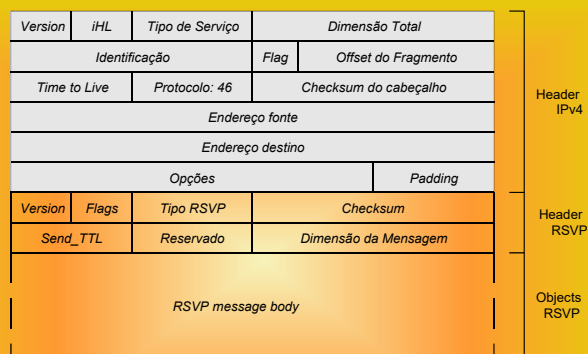 Version iHL Tipo de Serviço Dimensão Total
Identificação Flag Offset do Fragmento
Time to Live Protocolo: 46 Checksum do cabeçalho
Header
IPv4
Endereço fonte
Endereço destino
Opções Padding
Version Flags Tipo RSVP Checksum
Header
RSVP
Send_TTL Reservado Dimensão da Mensagem
RSVP message body
Objects
RSVP